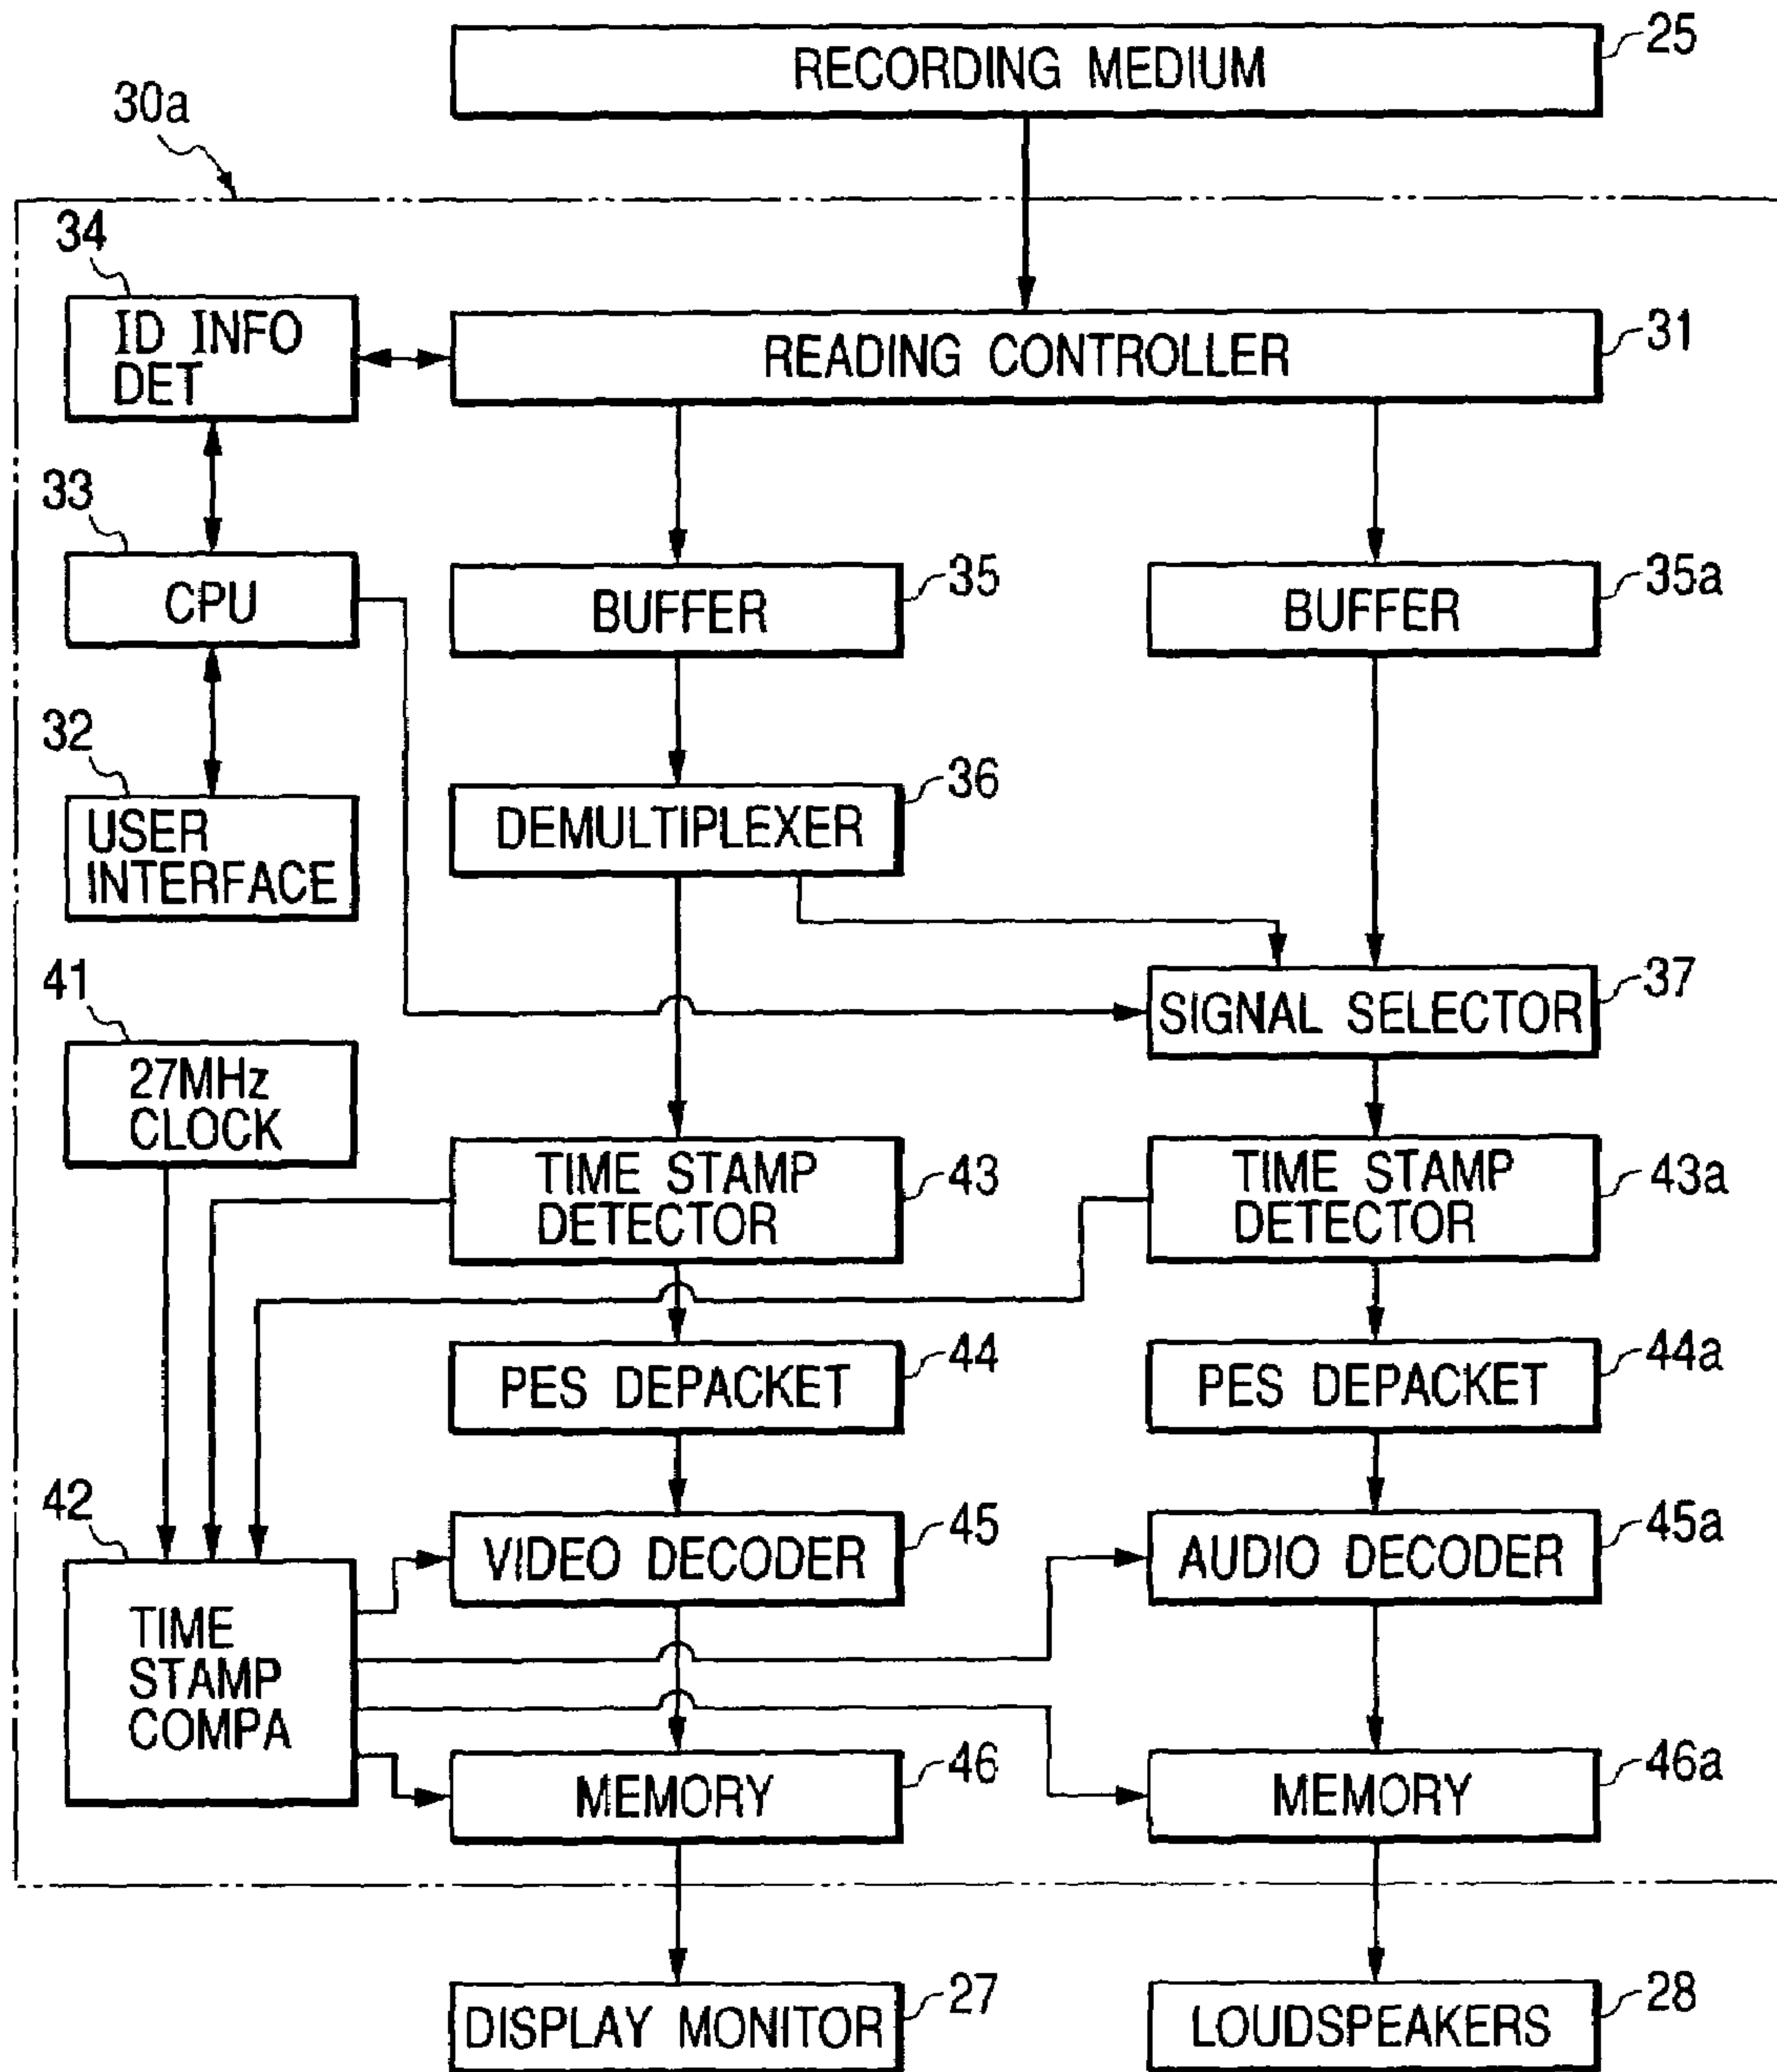 RECORDING MEDIUM
25
30a
34
ID INFO
DET
READING CONTROLLER
31
33
CPU
BUFFER
35
BUFFER
35a
32
USER
INTERFACE
DEMULTIPLEXER
36
SIGNAL SELECTOR
37
41
27MHz
CLOCK
TIME STAMP
DETECTOR
43
TIME STAMP
DETECTOR
43a
PES DEPACKET
44
PES DEPACKET
44a
42
TIME
STAMP
COMPA
VIDEO DECODER
45
AUDIO DECODER
45a
MEMORY
46
MEMORY
46a
DISPLAY MONITOR
27
LOUDSPEAKERS
28